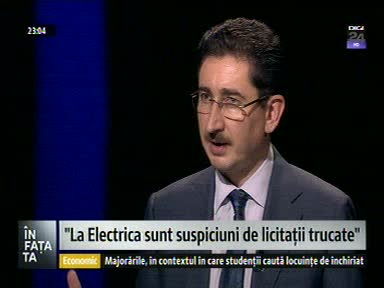 23:04
DIGI
24
HD
ÎN
FAȚA
TA
"La Electrica sunt suspiciuni de licitații trucate"
Economic
Majorările, în contextul în care studenții caută locuințe de închiriat